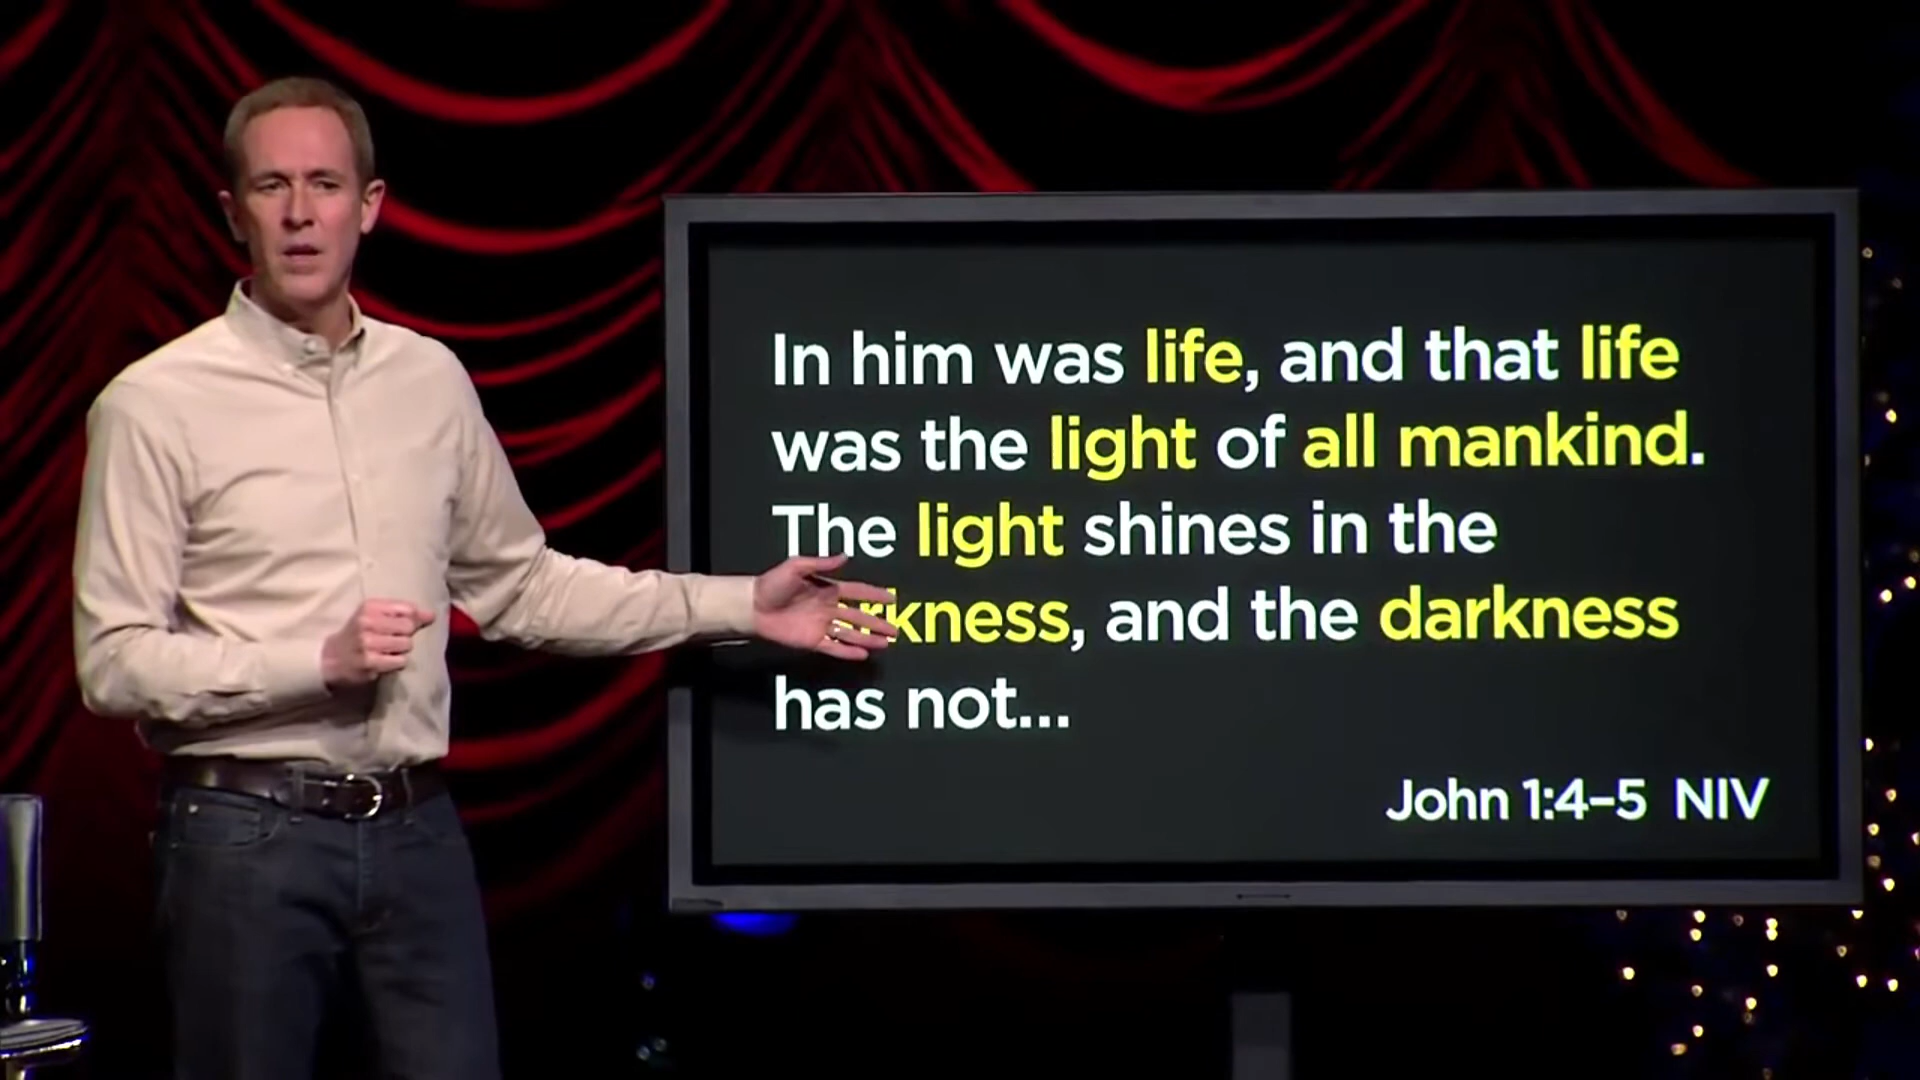 In him was life, and that life
was the light of all mankind.
The light shines in the
darkness, and the darkness
has not...
John 1:4–5 NIV